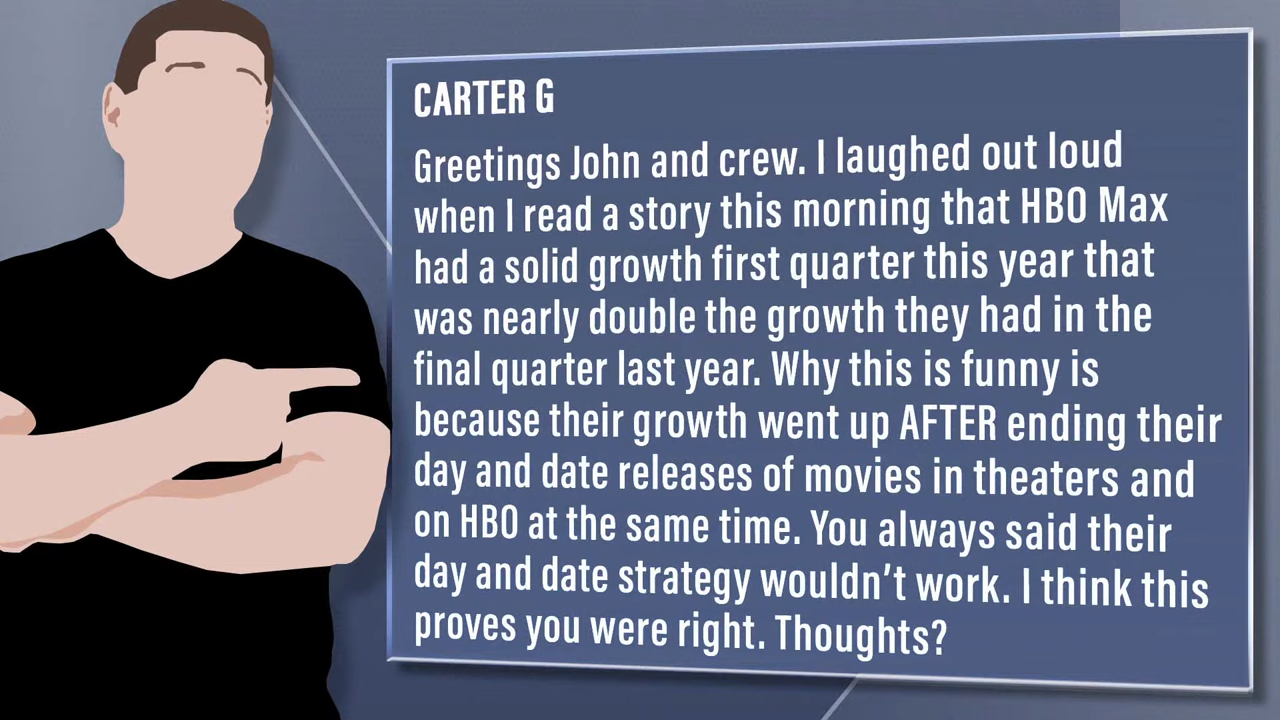 CARTER G
Greetings John and crew. I laughed out loud
when I read a story this morning that HBO Max
had a solid growth first quarter this year that
was nearly double the growth they had in the
final quarter last year. Why this is funny is
because their growth went up AFTER ending their
day and date releases of movies in theaters and
on HBO at the same time. You always said their
day and date strategy wouldn’t work. I think this
proves you were right. Thoughts?